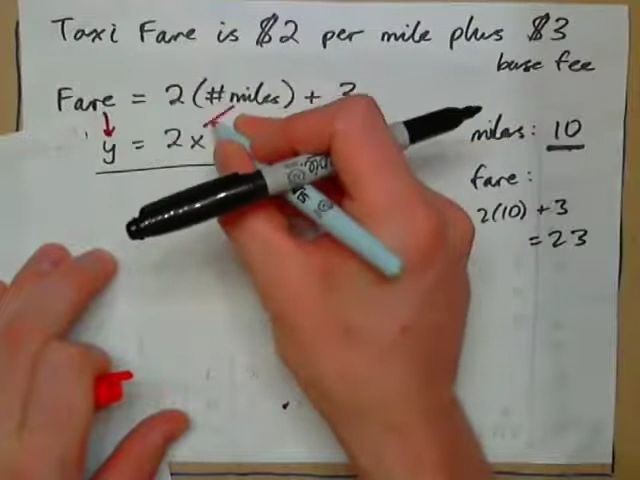 Taxi Fare is $2 per mile plus $3
base fee
Fare = 2 (# miles) + 3
y = 2x
miles: 10
fare:
2(10) + 3
= 23